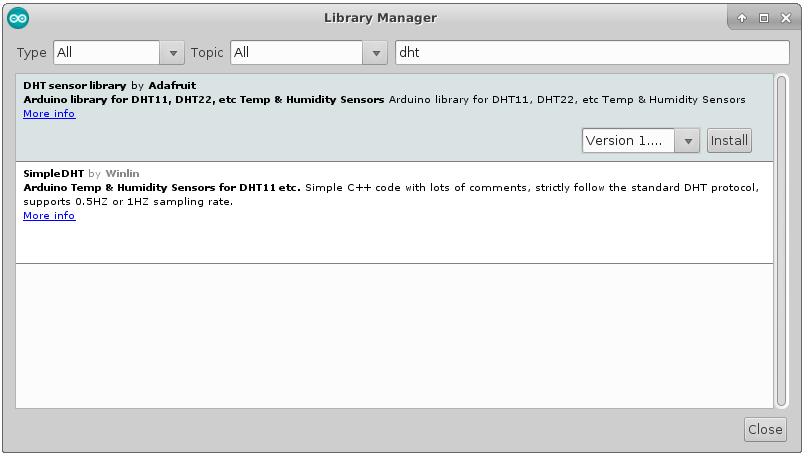 Library Manager
Type All Topic All dht
DHT sensor library by Adafruit
Arduino library for DHT11, DHT22, etc Temp & Humidity Sensors Arduino library for DHT11, DHT22, etc Temp & Humidity Sensors
More info
Version 1.... Install
SimpleDHT by Winlin
Arduino Temp & Humidity Sensors for DHT11 etc. Simple C++ code with lots of comments, strictly follow the standard DHT protocol,
supports 0.5HZ or 1HZ sampling rate.
More info
Close